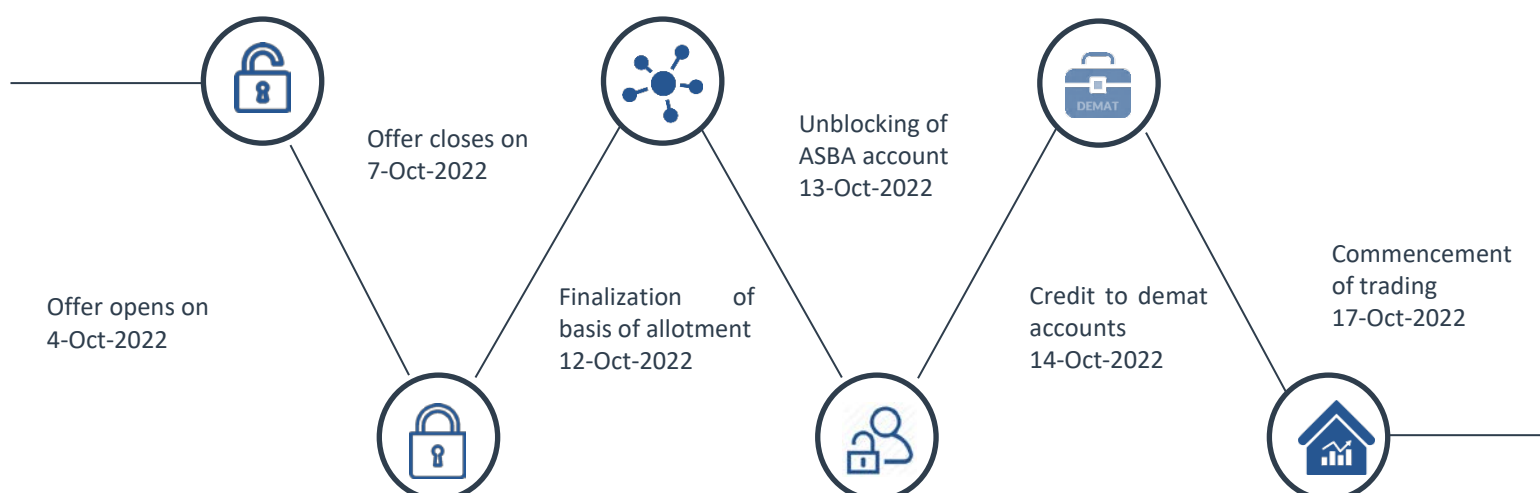 Offer opens on
4-Oct-2022
Offer closes on
7-Oct-2022
Finalization of
basis of allotment
12-Oct-2022
Unblocking of
ASBA account
13-Oct-2022
DEMAT
Credit to demat
accounts
14-Oct-2022
Commencement
of trading
17-Oct-2022